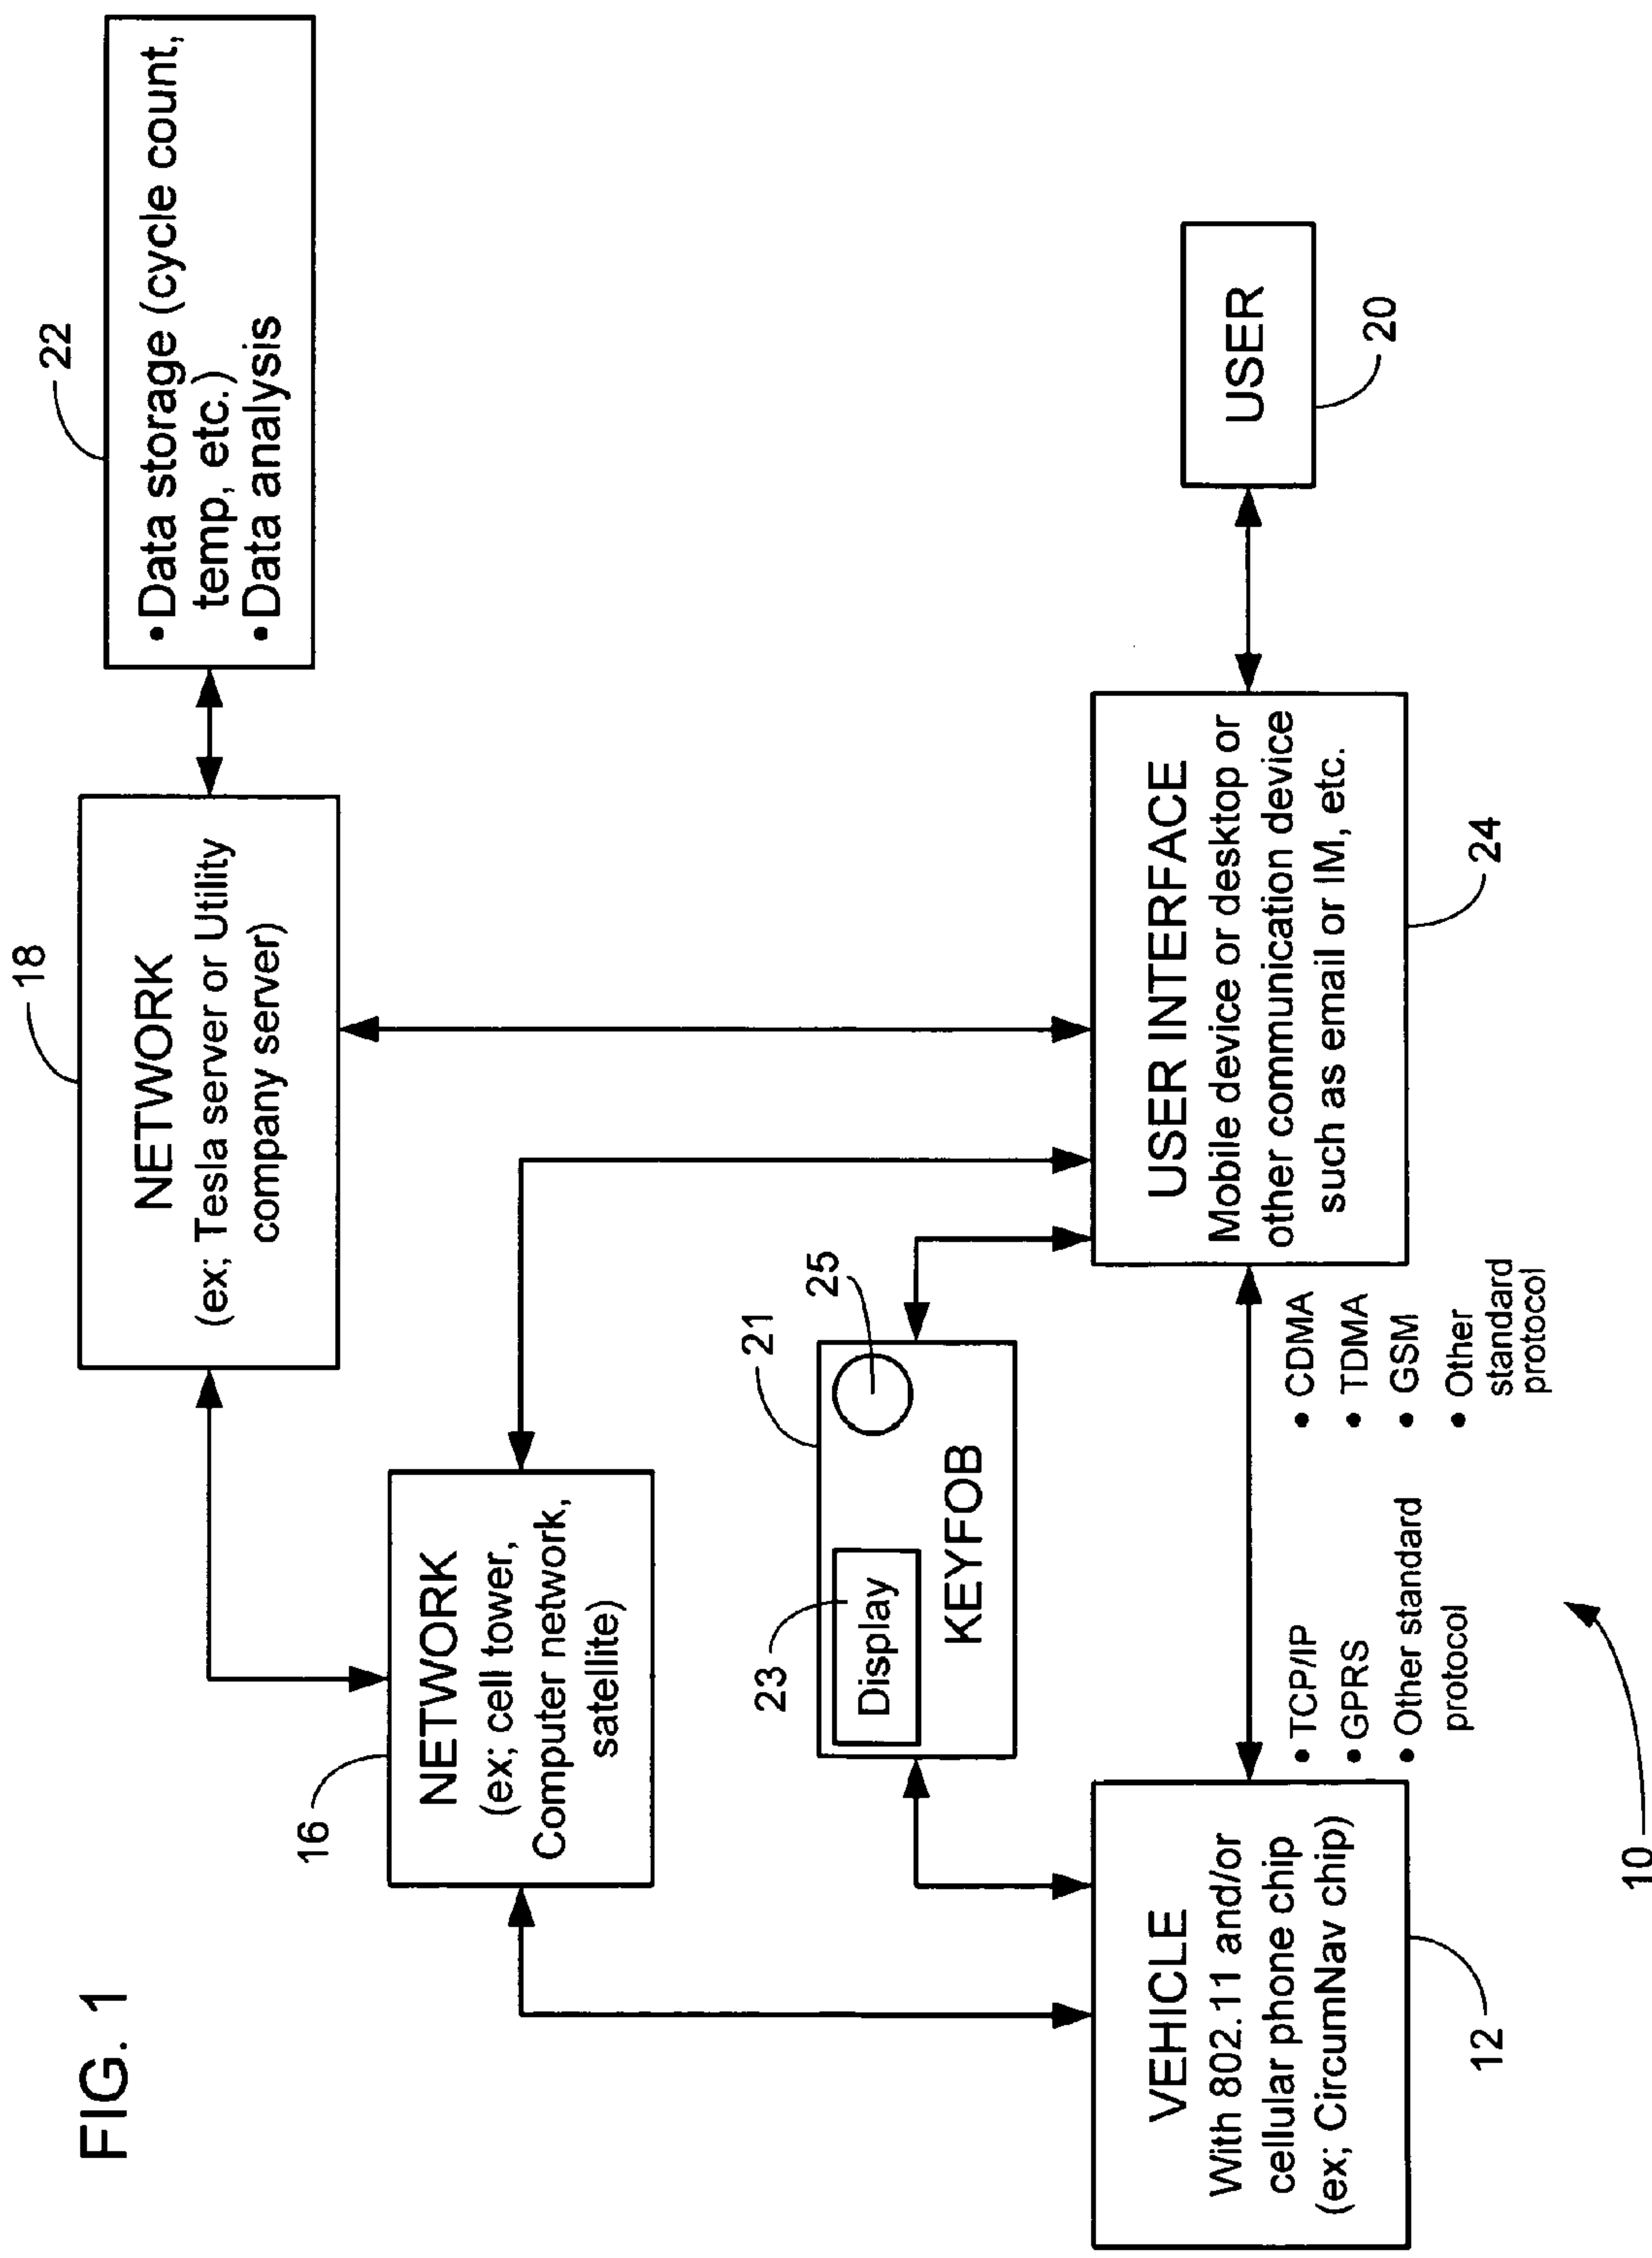 FIG. 1
22
• Data storage (cycle count,
temp, etc.)
• Data analysis
18
NETWORK
(ex; Tesla server or Utility
company server)
16
NETWORK
(ex; cell tower,
Computer network,
satellite)
21
23
25
Display
KEYFOB
VEHICLE
With 802.11 and/or
cellular phone chip
(ex; CircumNav chip)
12
• TCP/IP
• GPRS
• Other standard
protocol
• CDMA
• TDMA
• GSM
• Other
standard
protocol
USER INTERFACE
Mobile device or desktop or
other communication device
such as email or IM, etc.
24
USER
20
10